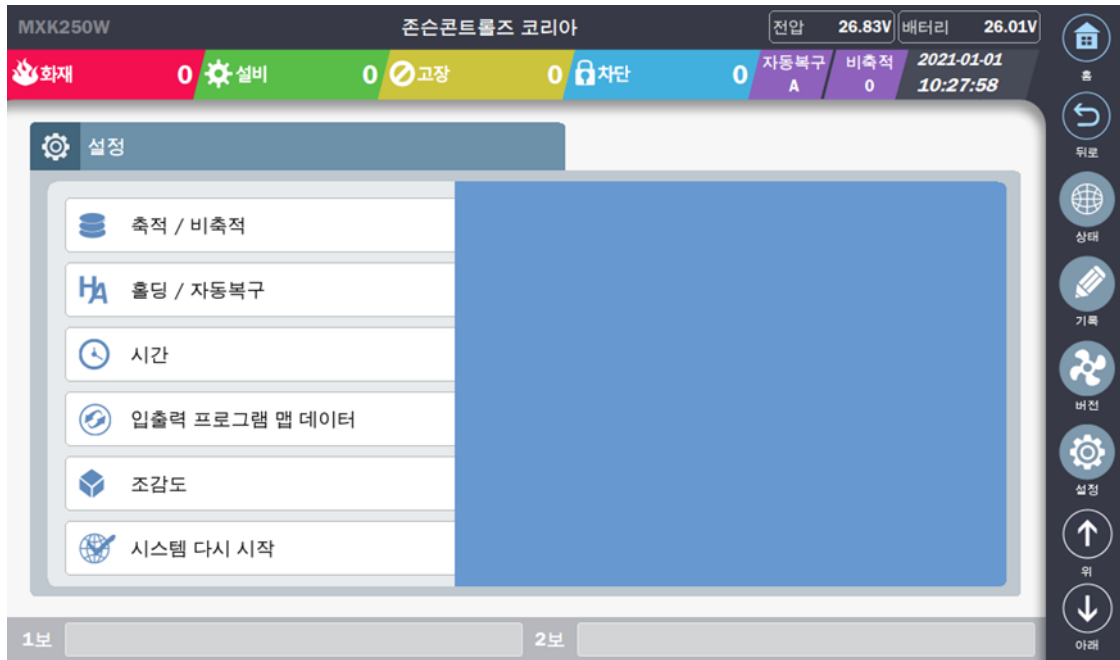 MXK250W
존슨콘트롤즈 코리아
전압 26.83V
배터리 26.01V
화재 0
설비 0
고장 0
차단 0
자동복구
A
비축적
0
2021-01-01
10:27:58
설정
축적 / 비축적
HA 홀딩 / 자동복구
시간
입출력 프로그램 맵 데이터
조감도
시스템 다시 시작
홈
뒤로
상태
기록
버전
설정
위
아래
1보
2보